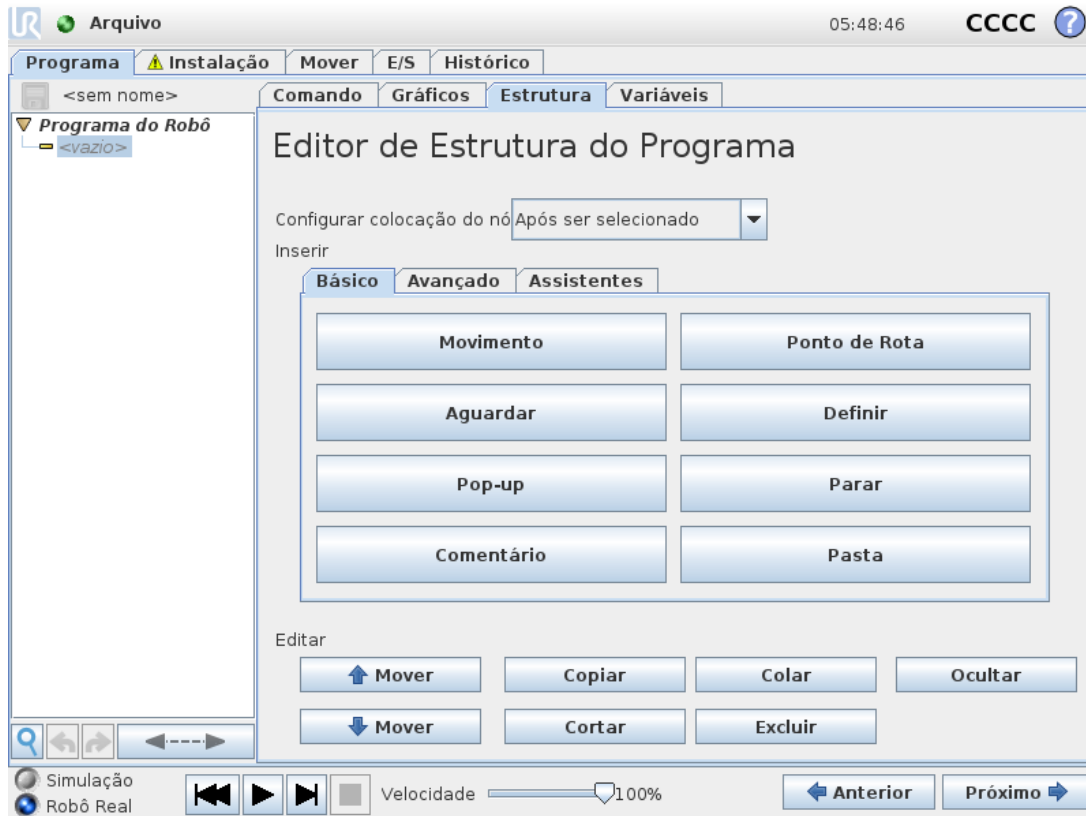 UR Arquivo 05:48:46 CCCC ?
Programa Instalação Mover E/S Histórico
<sem nome> Comando Gráficos Estrutura Variáveis
Programa do Robô
<vazio>
Editor de Estrutura do Programa
Configurar colocação do nó Após ser selecionado
Inserir
Básico Avançado Assistentes
Movimento Ponto de Rota
Aguardar Definir
Pop-up Parar
Comentário Pasta
Editar
Mover Copiar Colar Ocultar
Mover Cortar Excluir
Simulação
Robô Real
Velocidade 100%
Anterior Próximo